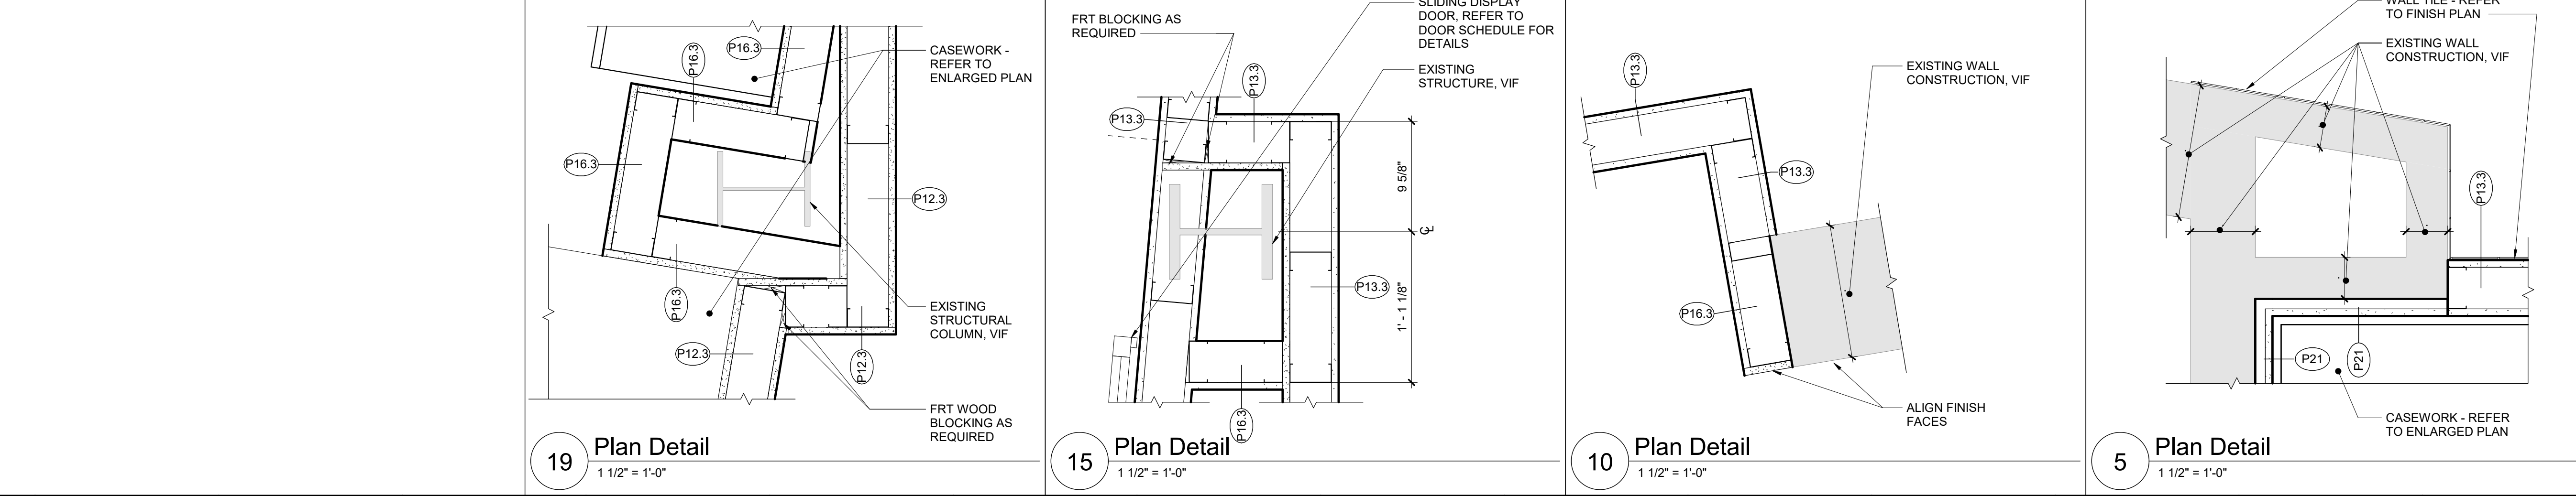 P16.3
P16.3
CASEWORK -
REFER TO
ENLARGED PLAN
P16.3
P12.3
P16.3
EXISTING
STRUCTURAL
COLUMN, VIF
P12.3
P12.3
FRT WOOD
BLOCKING AS
REQUIRED
19
Plan Detail
1 1/2" = 1'-0"
FRT BLOCKING AS
REQUIRED
SLIDING DISPLAY
DOOR, REFER TO
DOOR SCHEDULE FOR
DETAILS
EXISTING
STRUCTURE, VIF
P13.3
P13.3
9 5/8"
CL
1' - 1 1/8"
P13.3
P16.3
15
Plan Detail
1 1/2" = 1'-0"
P13.3
EXISTING WALL
CONSTRUCTION, VIF
P13.3
P16.3
ALIGN FINISH
FACES
10
Plan Detail
1 1/2" = 1'-0"
WALL TILE - REFER
TO FINISH PLAN
EXISTING WALL
CONSTRUCTION, VIF
P13.3
P21
P21
CASEWORK - REFER
TO ENLARGED PLAN
5
Plan Detail
1 1/2" = 1'-0"